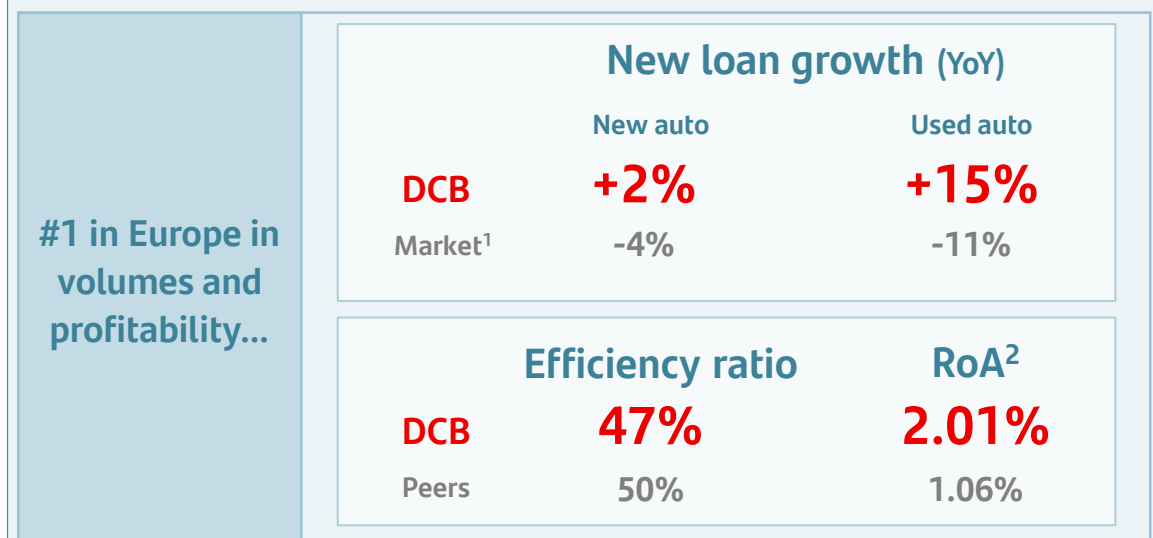 #1 in Europe in
volumes and
profitability...
New loan growth (YoY)
New auto Used auto
DCB +2% +15%
Market¹ -4% -11%
Efficiency ratio RoA²
DCB 47% 2.01%
Peers 50% 1.06%